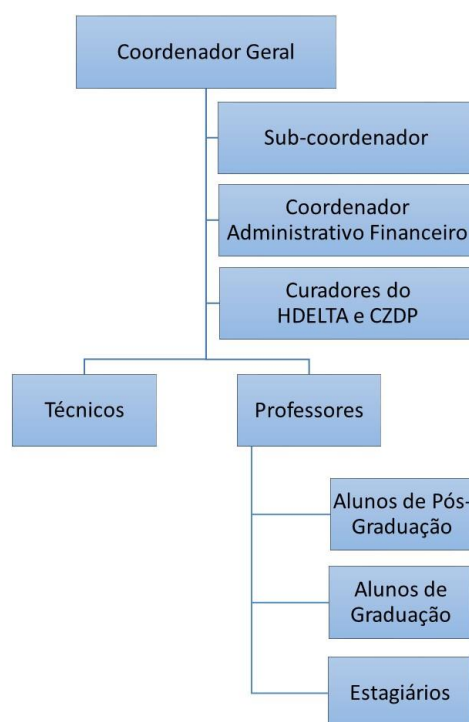 Coordenador Geral
Sub-coordenador
Coordenador
Administrativo Financeiro
Curadores do
HDELTA e CZDP
Técnicos
Professores
Alunos de Pós-
Graduação
Alunos de
Graduação
Estagiários